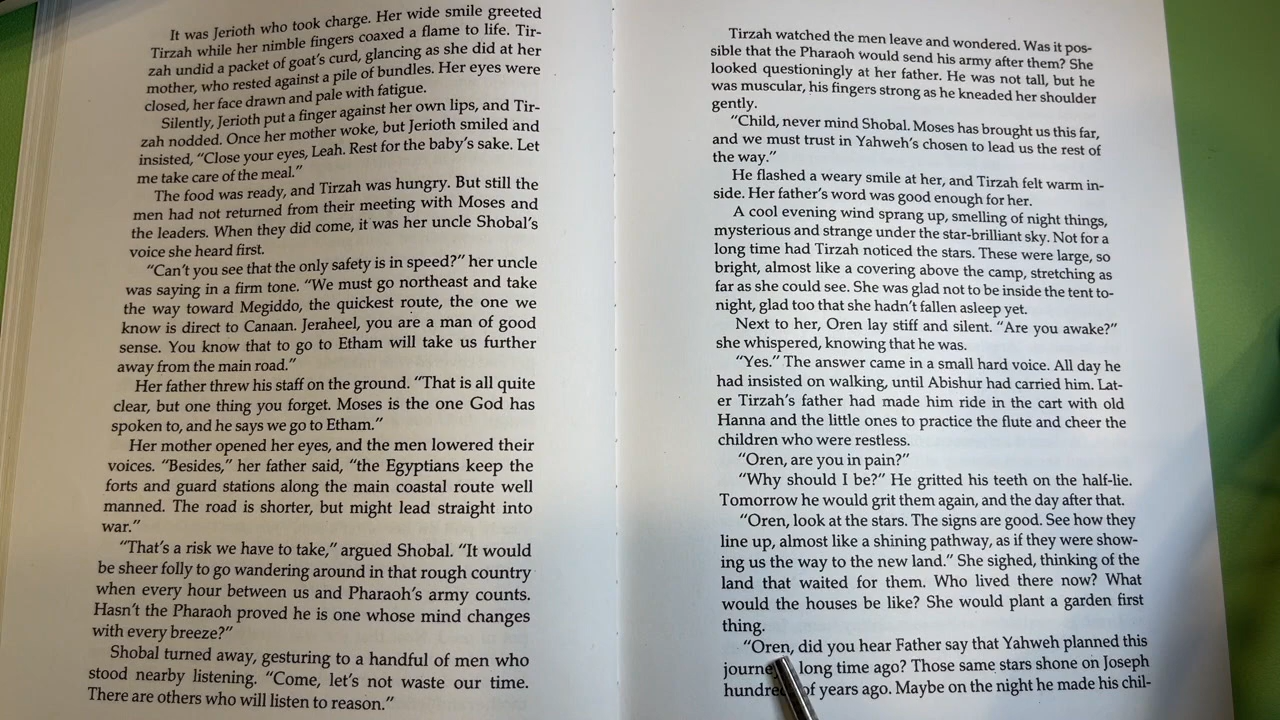 It was Jerioth who took charge. Her wide smile greeted
Tirzah while her nimble fingers coaxed a flame to life. Tir-
zah undid a packet of goat's curd, glancing as she did at her
mother, who rested against a pile of bundles. Her eyes were
closed, her face drawn and pale with fatigue.
Silently, Jerioth put a finger against her own lips, and Tir-
zah nodded. Once her mother woke, but Jerioth smiled and
insisted, “Close your eyes, Leah. Rest for the baby's sake. Let
me take care of the meal.”
The food was ready, and Tirzah was hungry. But still the
men had not returned from their meeting with Moses and
the leaders. When they did come, it was her uncle Shobal's
voice she heard first.
“Can't you see that the only safety is in speed?” her uncle
was saying in a firm tone. “We must go northeast and take
the way toward Megiddo, the quickest route, the one we
know is direct to Canaan. Jeraheel, you are a man of good
sense. You know that to go to Etham will take us further
away from the main road.”
Her father threw his staff on the ground. “That is all quite
clear, but one thing you forget. Moses is the one God has
spoken to, and he says we go to Etham.”
Her mother opened her eyes, and the men lowered their
voices. “Besides,” her father said, “the Egyptians keep the
forts and guard stations along the main coastal route well
manned. The road is shorter, but might lead straight into
war.”
“That's a risk we have to take,” argued Shobal. “It would
be sheer folly to go wandering around in that rough country
when every hour between us and Pharaoh's army counts.
Hasn't the Pharaoh proved he is one whose mind changes
with every breeze?”
Shobal turned away, gesturing to a handful of men who
stood nearby listening. “Come, let's not waste our time.
There are others who will listen to reason.”
Tirzah watched the men leave and wondered. Was it pos-
sible that the Pharaoh would send his army after them? She
looked questioningly at her father. He was not tall, but he
was muscular, his fingers strong as he kneaded her shoulder
gently.
“Child, never mind Shobal. Moses has brought us this far,
and we must trust in Yahweh's chosen to lead us the rest of
the way.”
He flashed a weary smile at her, and Tirzah felt warm in-
side. Her father's word was good enough for her.
A cool evening wind sprang up, smelling of night things,
mysterious and strange under the star-brilliant sky. Not for a
long time had Tirzah noticed the stars. These were large, so
bright, almost like a covering above the camp, stretching as
far as she could see. She was glad not to be inside the tent to-
night, glad too that she hadn't fallen asleep yet.
Next to her, Oren lay stiff and silent. “Are you awake?”
she whispered, knowing that he was.
“Yes.” The answer came in a small hard voice. All day he
had insisted on walking, until Abishur had carried him. Lat-
er Tirzah's father had made him ride in the cart with old
Hanna and the little ones to practice the flute and cheer the
children who were restless.
“Oren, are you in pain?”
“Why should I be?” He gritted his teeth on the half-lie.
Tomorrow he would grit them again, and the day after that.
“Oren, look at the stars. The signs are good. See how they
line up, almost like a shining pathway, as if they were show-
ing us the way to the new land.” She sighed, thinking of the
land that waited for them. Who lived there now? What
would the houses be like? She would plant a garden first
thing.
“Oren, did you hear Father say that Yahweh planned this
long time ago? Those same stars shone on Joseph
of years ago. Maybe on the night he made his chil-